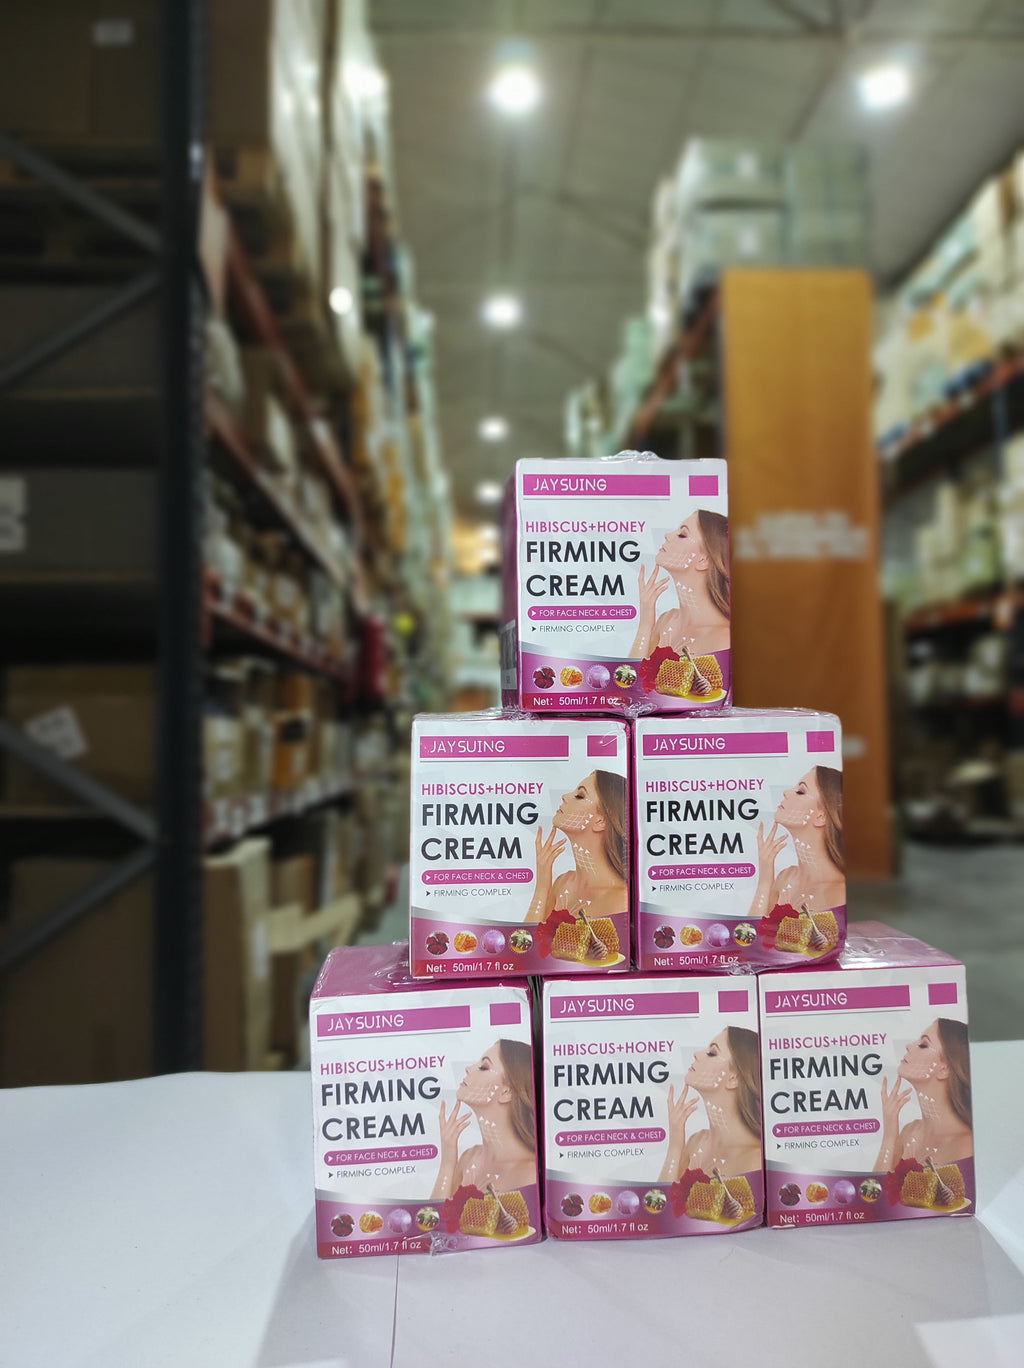 JAYSUING
HIBISCUS+HONEY
FIRMING
CREAM
FOR FACE NECK & CHEST
FIRMING COMPLEX
Net: 50ml/1.7 fl oz
JAYSUING
HIBISCUS+HONEY
FIRMING
CREAM
FOR FACE NECK & CHEST
FIRMING COMPLEX
Net: 50ml/1.7 fl oz
JAYSUING
HIBISCUS+HONEY
FIRMING
CREAM
FOR FACE NECK & CHEST
FIRMING COMPLEX
Net: 50ml/1.7 fl oz
JAYSUING
HIBISCUS+HONEY
FIRMING
CREAM
FOR FACE NECK & CHEST
FIRMING COMPLEX
Net: 50ml/1.7 fl oz
JAYSUING
HIBISCUS+HONEY
FIRMING
CREAM
FOR FACE NECK & CHEST
FIRMING COMPLEX
Net: 50ml/1.7 fl oz
JAYSUING
HIBISCUS+HONEY
FIRMING
CREAM
FOR FACE NECK & CHEST
FIRMING COMPLEX
Net: 50ml/1.7 fl oz